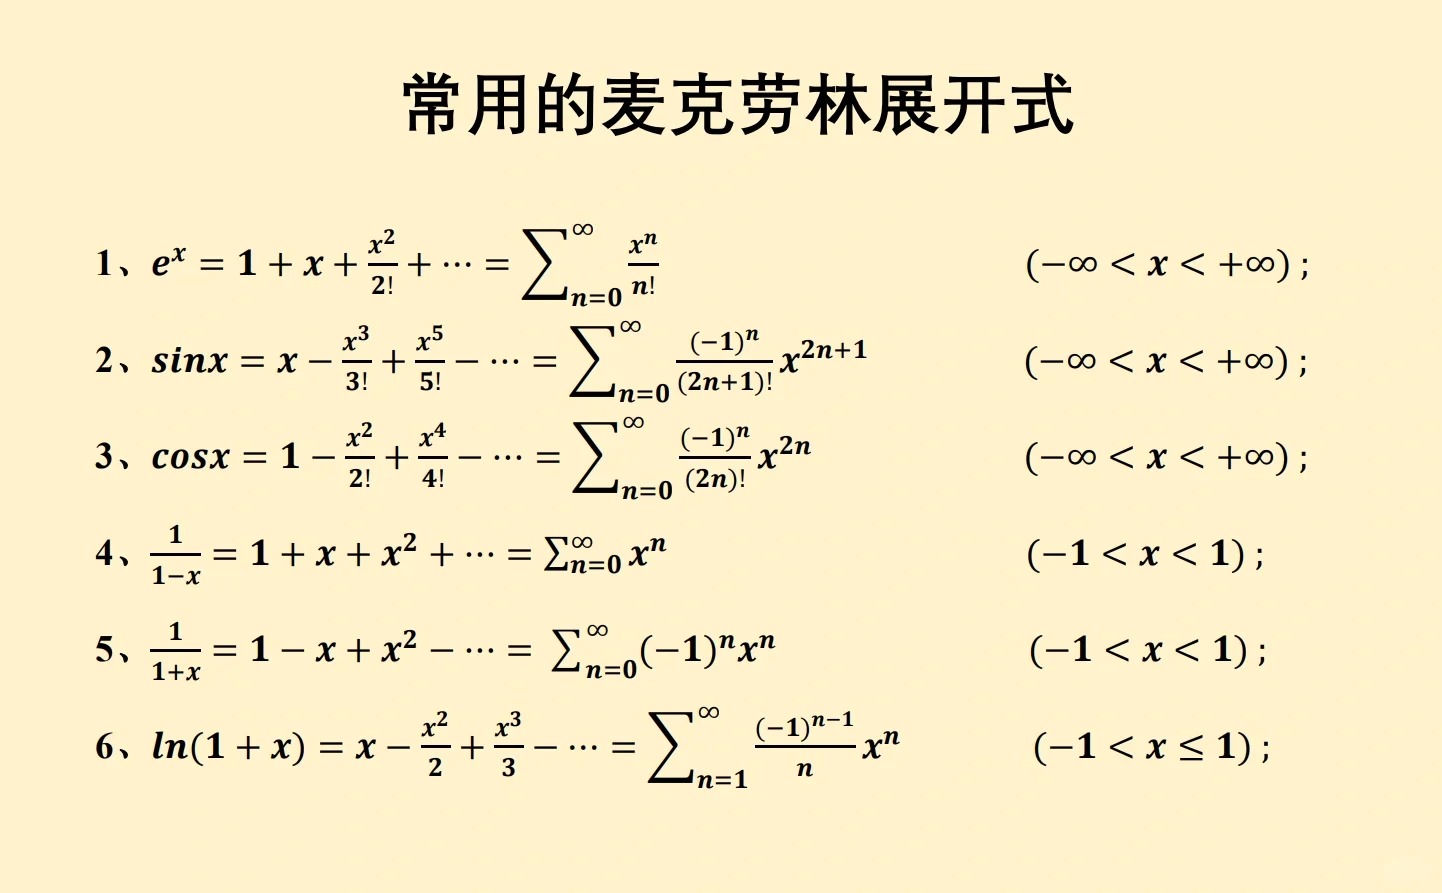 常用的麦克劳林展开式
1、$e^x = 1 + x + \frac{x^2}{2!} + \cdots = \sum_{n=0}^{\infty} \frac{x^n}{n!}$ $(-\infty < x < +\infty)$;
2、$sinx = x - \frac{x^3}{3!} + \frac{x^5}{5!} - \cdots = \sum_{n=0}^{\infty} \frac{(-1)^n}{(2n+1)!} x^{2n+1}$ $(-\infty < x < +\infty)$;
3、$cosx = 1 - \frac{x^2}{2!} + \frac{x^4}{4!} - \cdots = \sum_{n=0}^{\infty} \frac{(-1)^n}{(2n)!} x^{2n}$ $(-\infty < x < +\infty)$;
4、$\frac{1}{1-x} = 1 + x + x^2 + \cdots = \sum_{n=0}^{\infty} x^n$ $(-1 < x < 1)$;
5、$\frac{1}{1+x} = 1 - x + x^2 - \cdots = \sum_{n=0}^{\infty} (-1)^n x^n$ $(-1 < x < 1)$;
6、$ln(1 + x) = x - \frac{x^2}{2} + \frac{x^3}{3} - \cdots = \sum_{n=1}^{\infty} \frac{(-1)^{n-1}}{n} x^n$ $(-1 < x \leq 1)$;